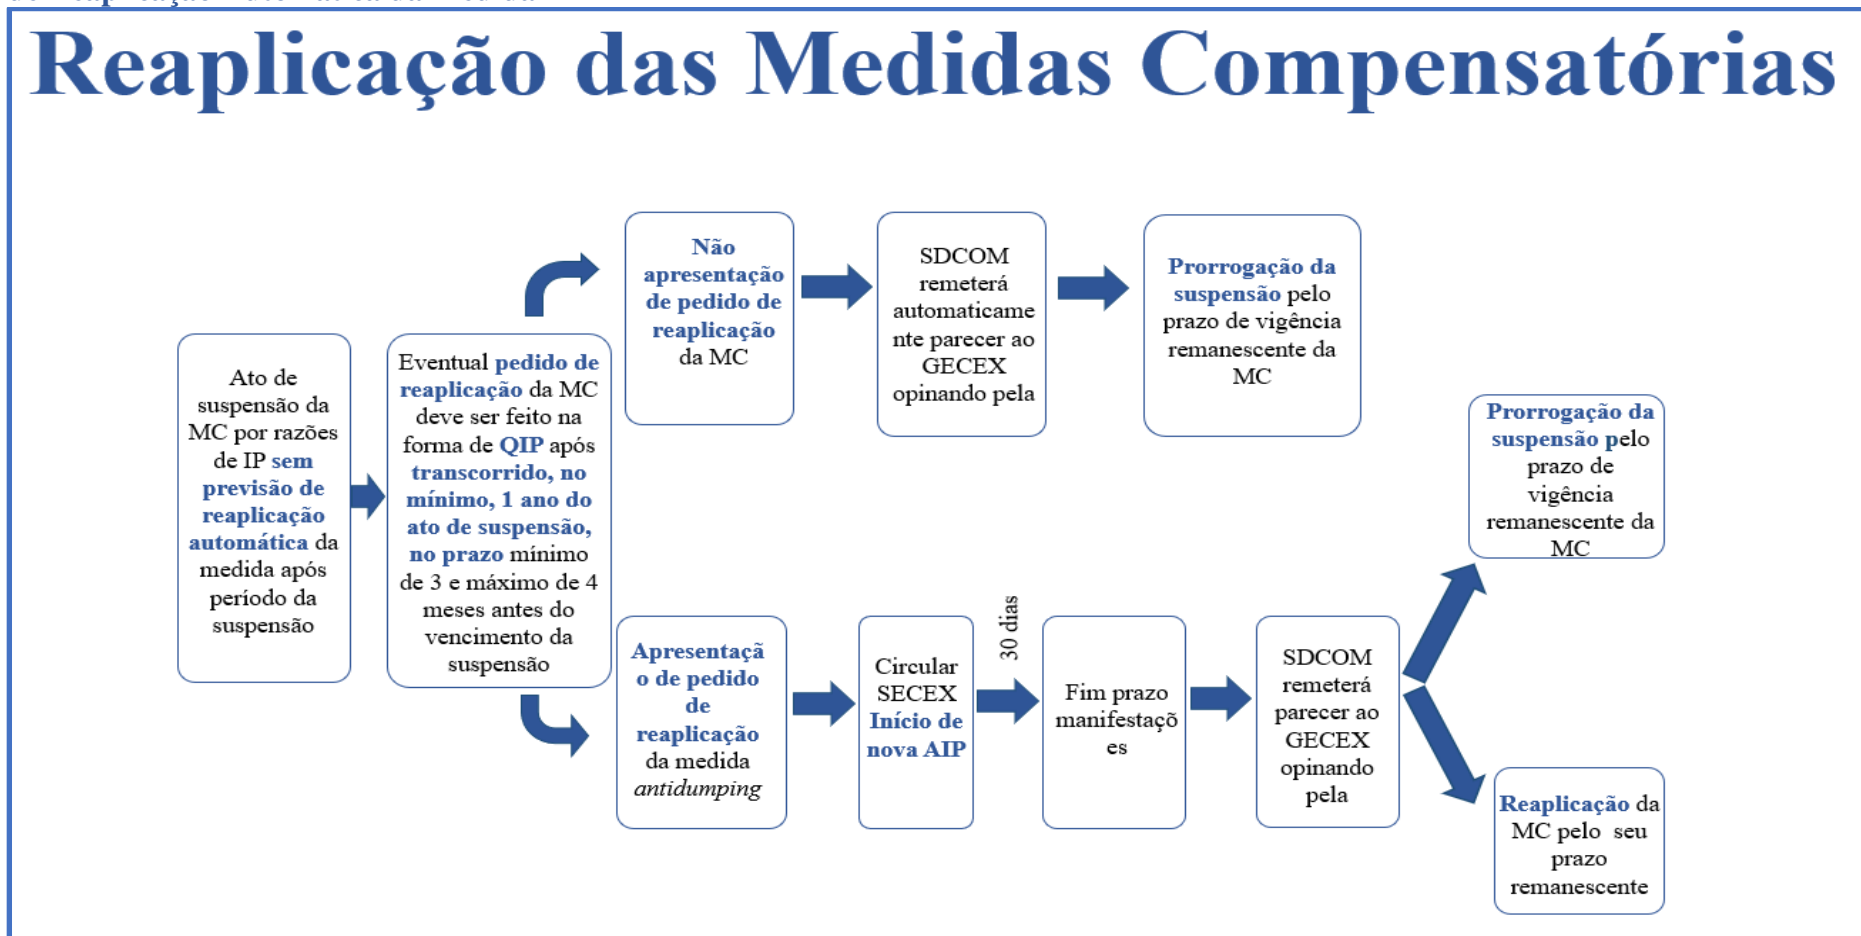 de Reaplicação Automática da Medida
Reaplicação das Medidas Compensatórias
Ato de
suspensão da
MC por razões
de IP sem
previsão de
reaplicação
automática da
medida após
período da
suspensão
Eventual pedido de
reaplicação da MC
deve ser feito na
forma de QIP após
transcorrido, no
mínimo, 1 ano do
ato de suspensão,
no prazo mínimo
de 3 e máximo de 4
meses antes do
vencimento da
suspensão
Não
apresentação
de pedido de
reaplicação
da MC
SDCOM
remeterá
automaticame
nte parecer ao
GECEX
opinando pela
Prorrogação da
suspensão pelo
prazo de vigência
remanescente da
MC
Apresentaçã
o de pedido
de
reaplicação
da medida
antidumping
Circular
SECEX
Início de
nova AIP
30 dias
Fim prazo
manifestaçõ
es
SDCOM
remeterá
parecer ao
GECEX
opinando
pela
Prorrogação da
suspensão pelo
prazo de
vigência
remanescente da
MC
Reaplicação da
MC pelo seu
prazo
remanescente